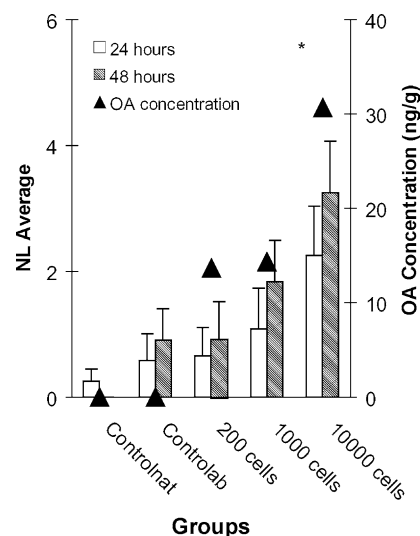 6
40
24 hours
48 hours
OA concentration
*
30
4
NL Average
20
OA Concentration (ng/g)
2
10
0
0
Controlnat
Controlab
200 cells
1000 cells
10000 cells
Groups